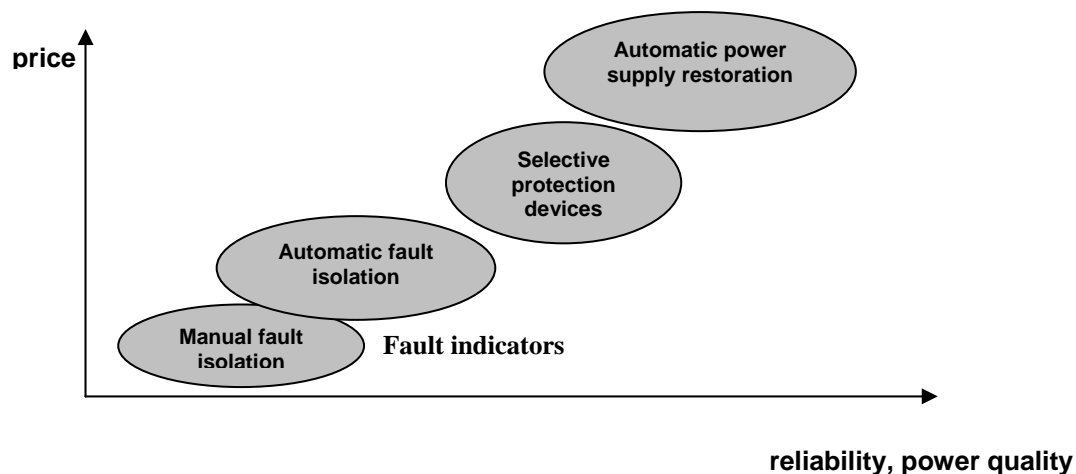 Automatic power
supply restoration
price
Selective
protection
devices
Automatic fault
isolation
Manual fault
isolation
Fault indicators
reliability, power quality